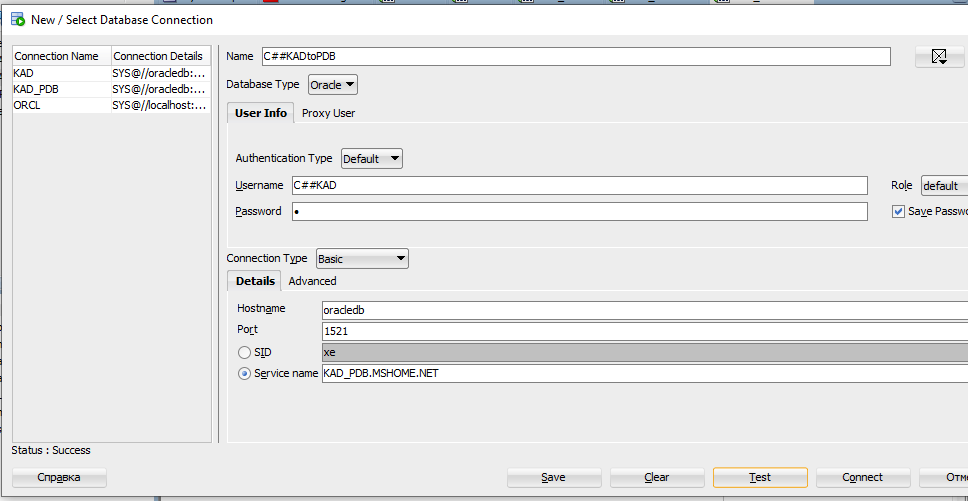 New / Select Database Connection
Connection Name Connection Details
KAD SYS@//oracledb:...
KAD_PDB SYS@//oracledb:...
ORCL SYS@//localhost:...
Name C##KADtoPDB
Database Type Oracle
User Info Proxy User
Authentication Type Default
Username C##KAD
Role default
Password •
Save Passwo
Connection Type Basic
Details Advanced
Hostname oracledb
Port 1521
SID xe
Service name KAD_PDB.MSHOME.NET
Status : Success
Справка Save Clear Test Connect Отм